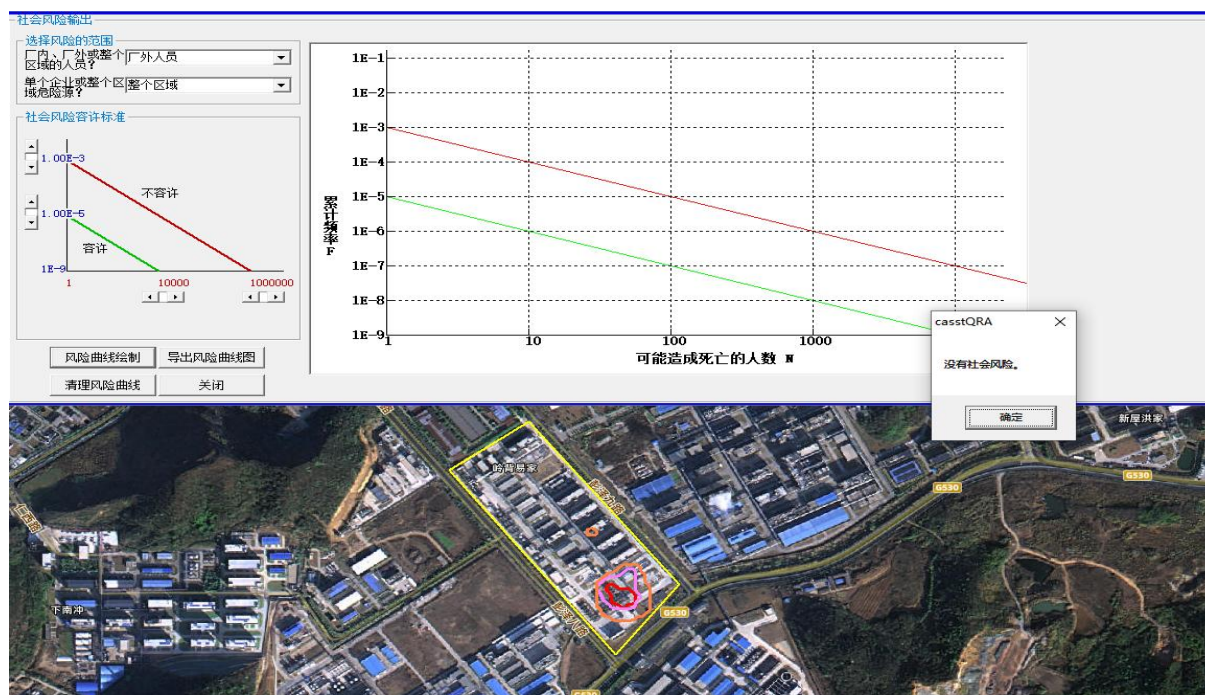 社会风险输出
选择风险的范围
厂内、厂外或整个区域的人员？
厂外人员
单个企业或整个区域危险源？
整个区域
社会风险容许标准
1.00E-3
不容许
1.00E-5
容许
1E-9
1
10000
1000000
风险曲线绘制
导出风险曲线图
清理风险曲线
关闭
1E-1
1E-2
1E-3
1E-4
1E-5
1E-6
1E-7
1E-8
1E-9
累计频率 F
1
10
100
1000
可能造成死亡的人数 N
casstQRA
没有社会风险。
确定
岭背易家
新屋洪家
G530
G530
下南冲
G530
G530